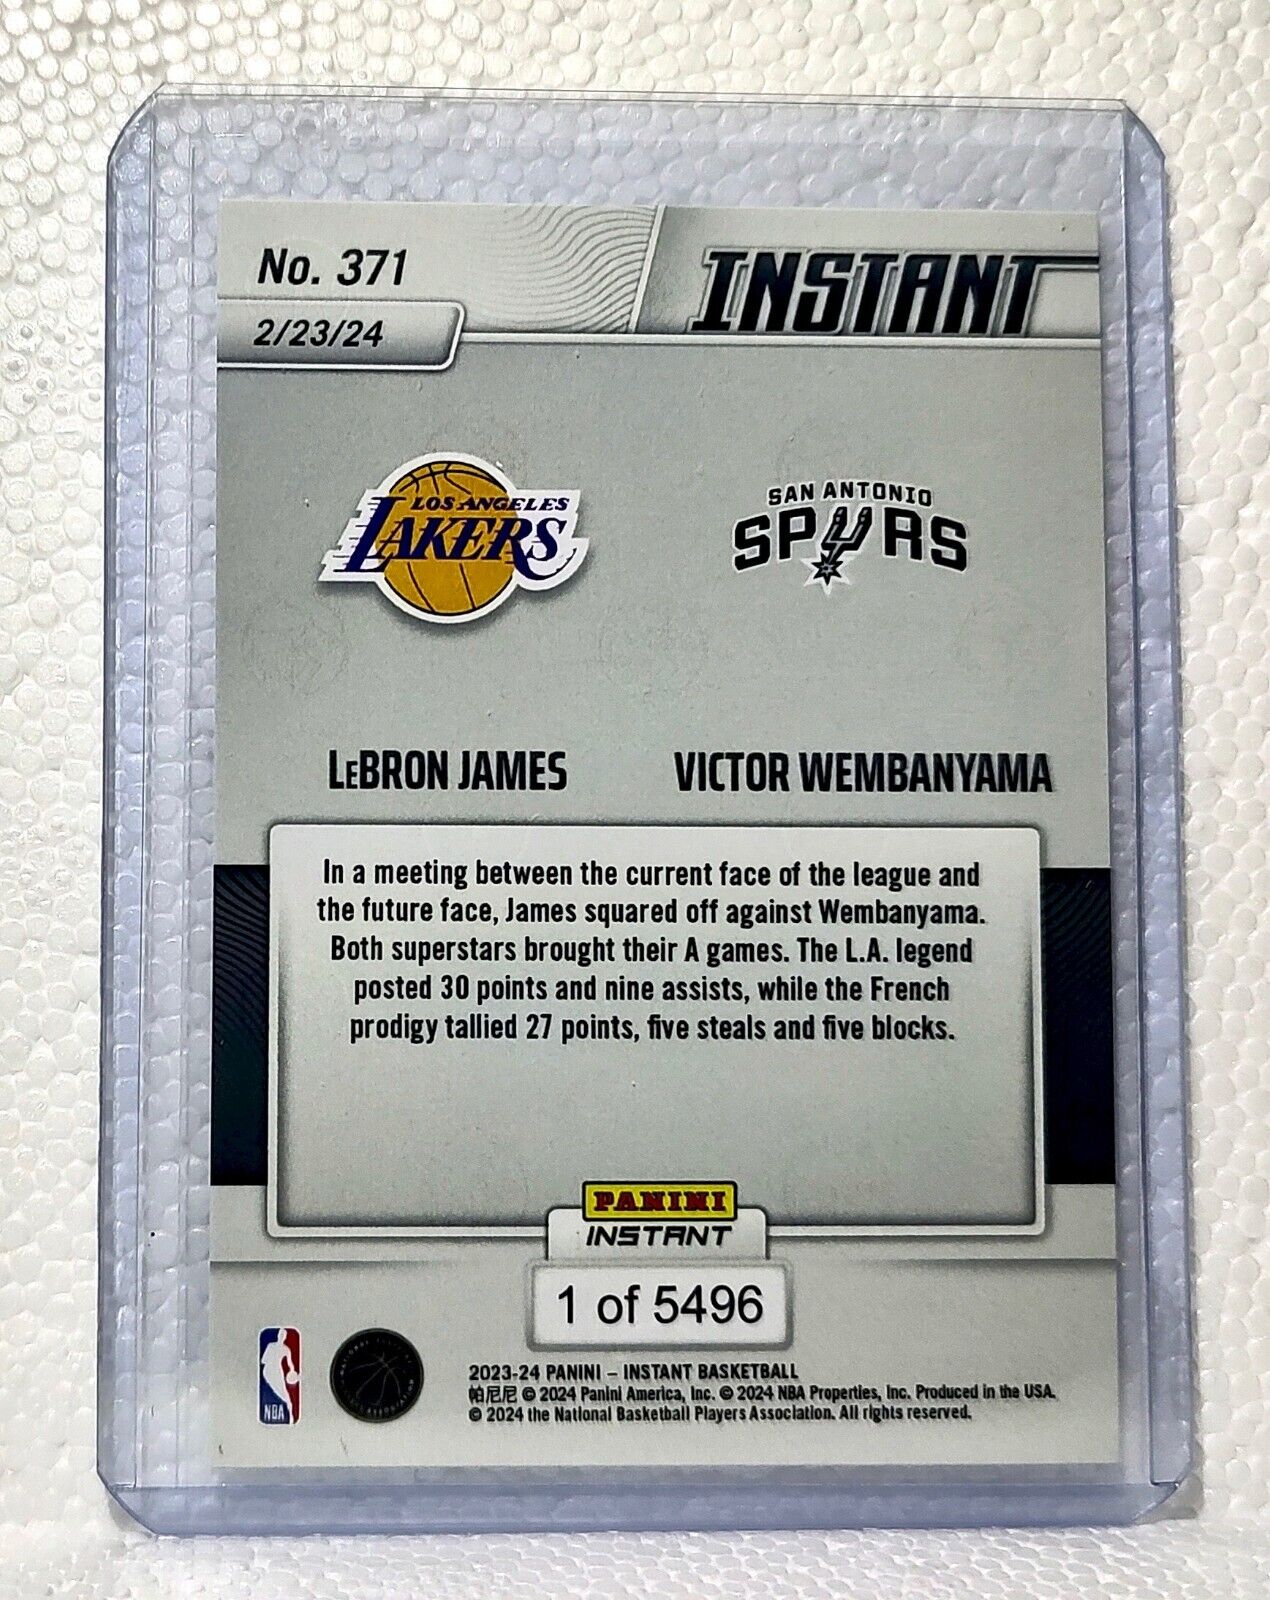 No. 371
INSTANT
2/23/24
LOS ANGELES
LAKERS
SAN ANTONIO
SPURS
LeBRON JAMES
VICTOR WEMBANYAMA
In a meeting between the current face of the league and
the future face, James squared off against Wembanyama.
Both superstars brought their A games. The L.A. legend
posted 30 points and nine assists, while the French
prodigy tallied 27 points, five steals and five blocks.
PANINI
INSTANT
1 of 5496
NBA
2023-24 PANINI – INSTANT BASKETBALL
帕尼尼 © 2024 Panini America, Inc. © 2024 NBA Properties, Inc. Produced in the USA.
© 2024 the National Basketball Players Association. All rights reserved.